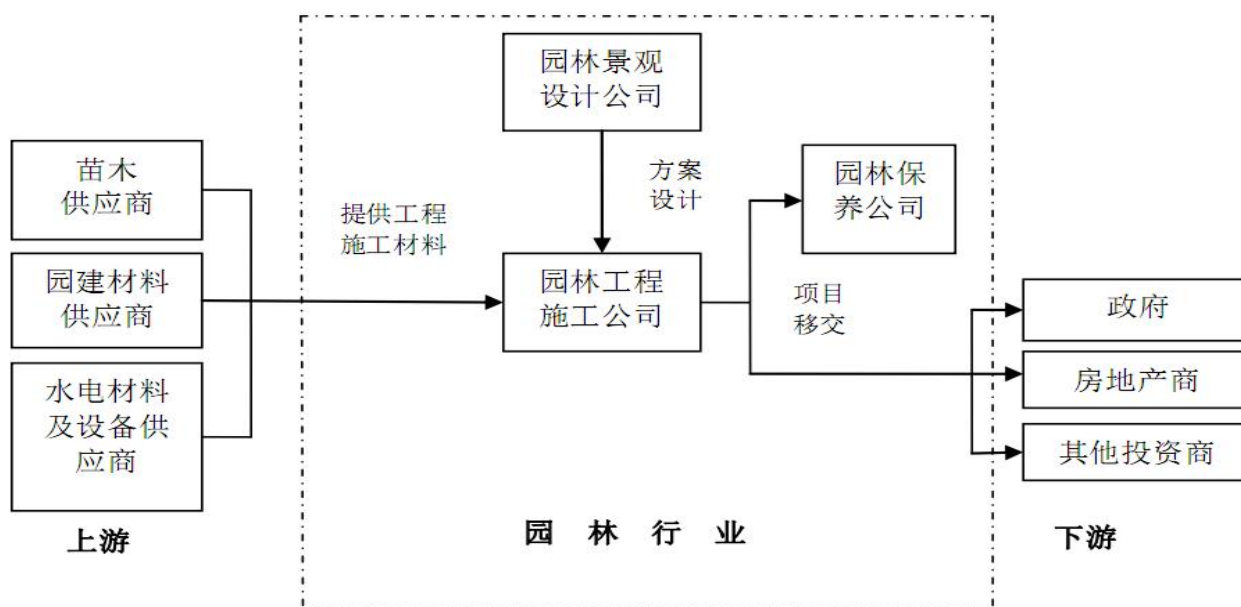 园林景观
设计公司
苗木
供应商
方案
设计
园林保
养公司
提供工程
施工材料
园建材料
供应商
园林工程
施工公司
项目
移交
政府
房地产商
水电材料
及设备供
应商
其他投资商
上游
园林行业
下游